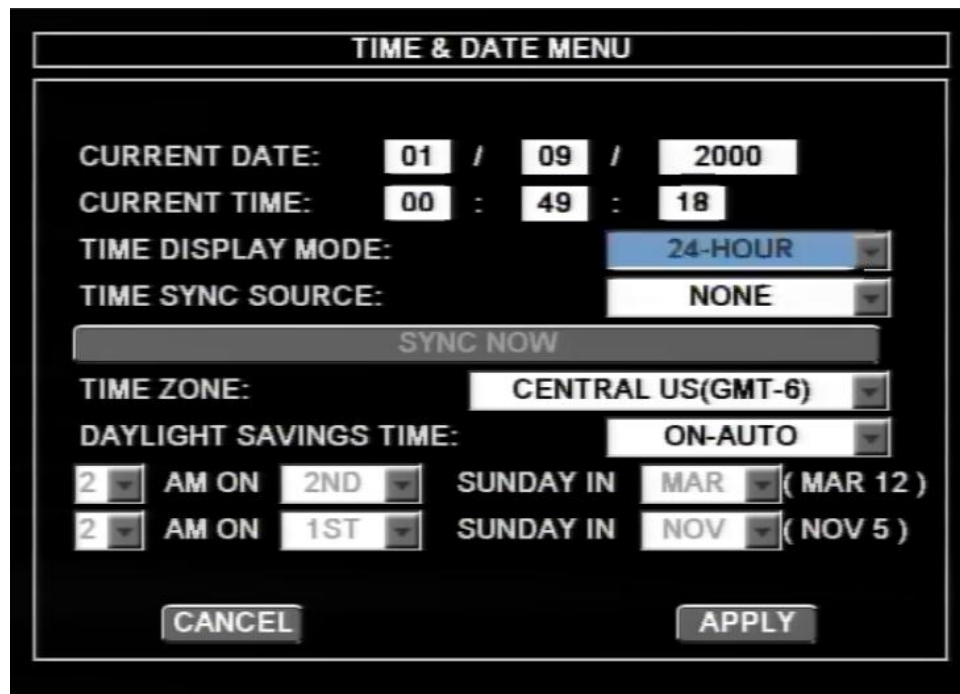 TIME & DATE MENU
CURRENT DATE: 01 / 09 / 2000
CURRENT TIME: 00 : 49 : 18
TIME DISPLAY MODE: 24-HOUR
TIME SYNC SOURCE: NONE
SYNC NOW
TIME ZONE: CENTRAL US(GMT-6)
DAYLIGHT SAVINGS TIME: ON-AUTO
2 AM ON 2ND SUNDAY IN MAR ( MAR 12 )
2 AM ON 1ST SUNDAY IN NOV ( NOV 5 )
CANCEL APPLY